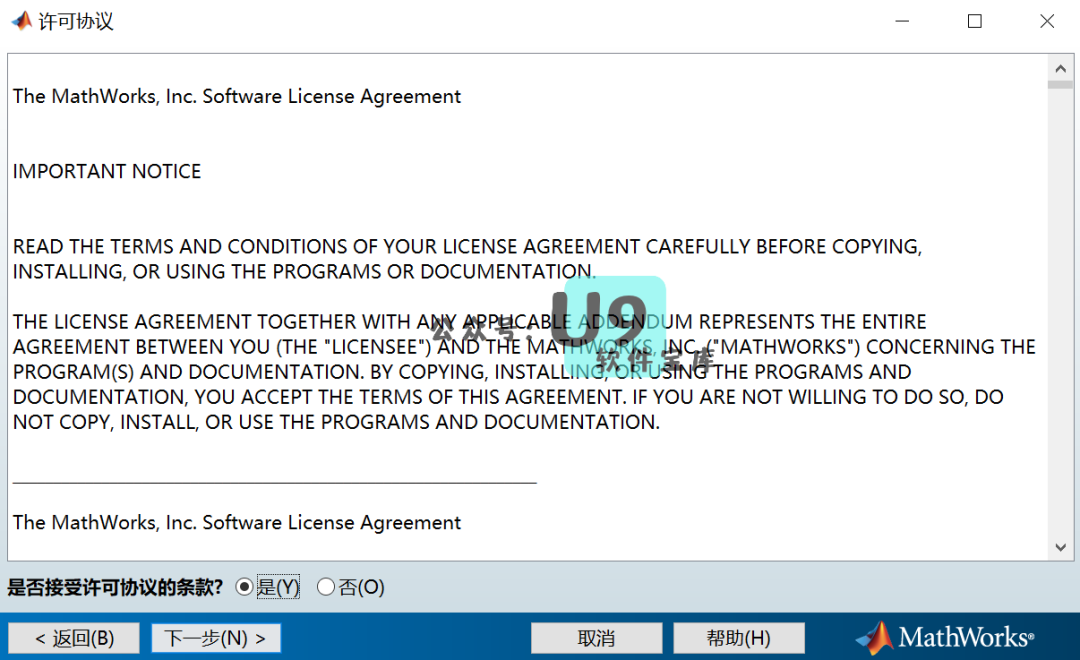 许可协议
The MathWorks, Inc. Software License Agreement
IMPORTANT NOTICE
READ THE TERMS AND CONDITIONS OF YOUR LICENSE AGREEMENT CAREFULLY BEFORE COPYING,
INSTALLING, OR USING THE PROGRAMS OR DOCUMENTATION.
THE LICENSE AGREEMENT TOGETHER WITH ANY APPLICABLE ADDENDUM REPRESENTS THE ENTIRE
AGREEMENT BETWEEN YOU (THE "LICENSEE") AND THE MATHWORKS, INC. ("MATHWORKS") CONCERNING THE
PROGRAM(S) AND DOCUMENTATION. BY COPYING, INSTALLING, OR USING THE PROGRAMS AND
DOCUMENTATION, YOU ACCEPT THE TERMS OF THIS AGREEMENT. IF YOU ARE NOT WILLING TO DO SO, DO
NOT COPY, INSTALL, OR USE THE PROGRAMS AND DOCUMENTATION.
公众号：U9
软件宝库
The MathWorks, Inc. Software License Agreement
是否接受许可协议的条款? 是(Y) 否(O)
< 返回(B) 下一步(N) > 取消 帮助(H) MathWorks®